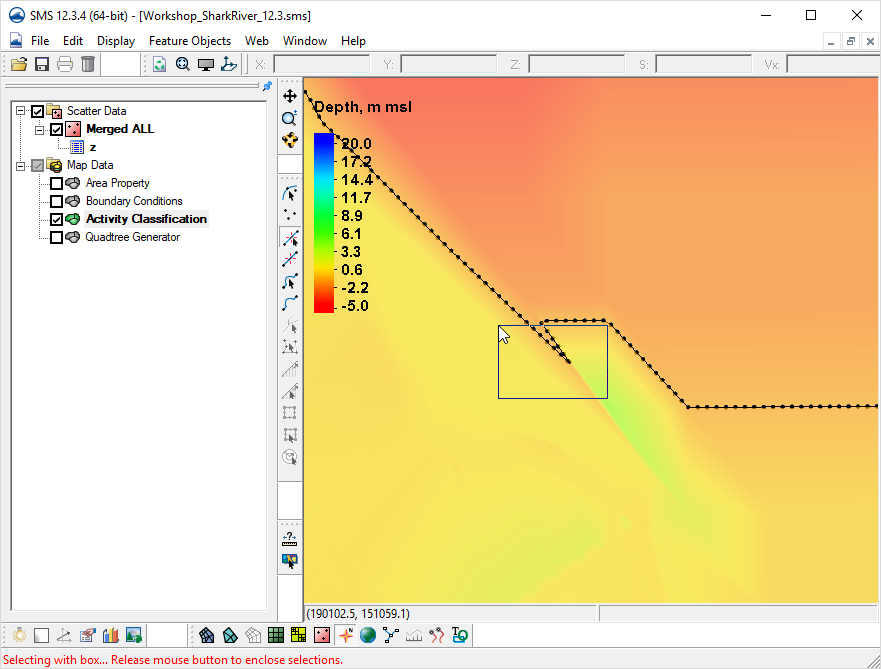 SMS 12.3.4 (64-bit) - [Workshop_SharkRiver_12.3.sms]
File Edit Display Feature Objects Web Window Help
X: Y: Z: S: Vx:
Scatter Data
Merged ALL
z
Map Data
Area Property
Boundary Conditions
Activity Classification
Quadtree Generator
Depth, m msl
20.0
17.2
14.4
11.7
8.9
6.1
3.3
0.6
-2.2
-5.0
-?-
(190102.5, 151059.1)
Selecting with box... Release mouse button to enclose selections.